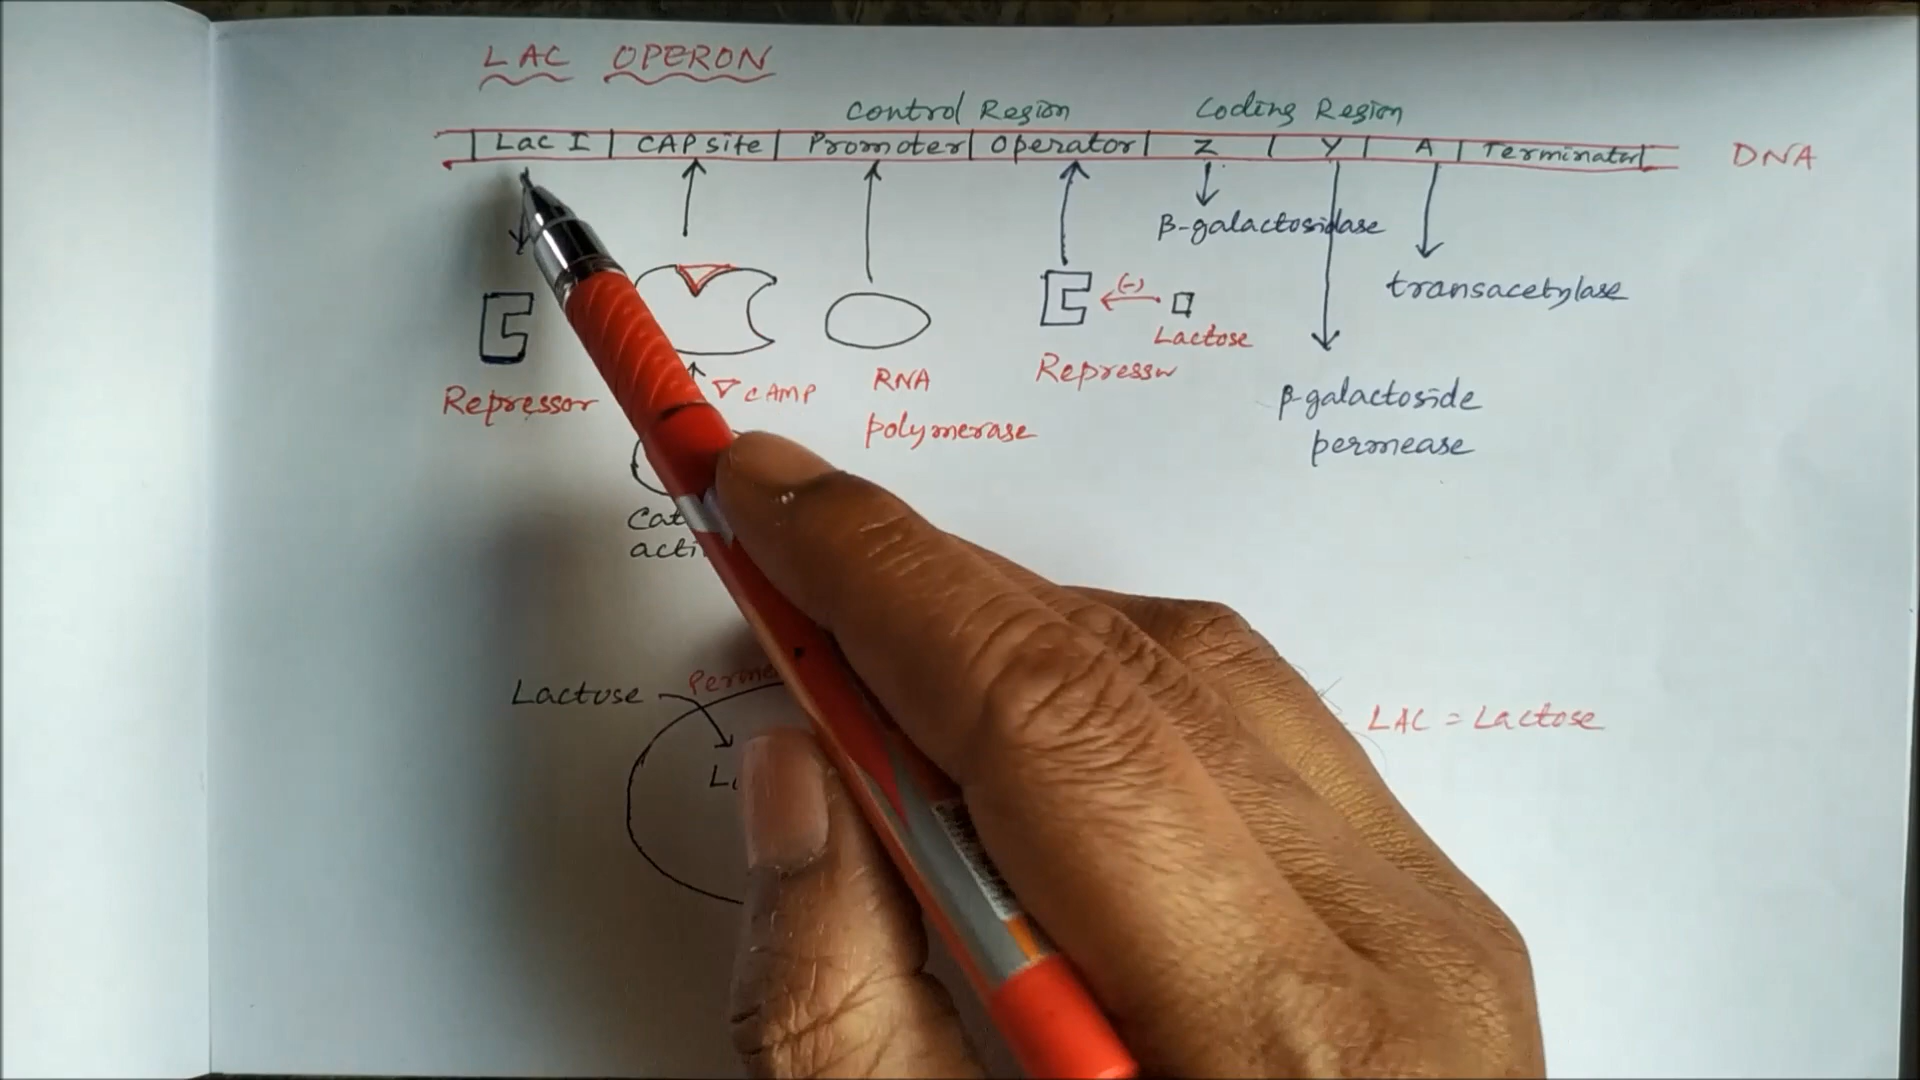 LAC OPERON
Control Region Coding Region
Lac I CAP site Promoter Operator Z Y A Terminator DNA
β-galactosidase
transacetylase
Lactose
Repressor cAMP RNA Repressor
polymerase
β-galactoside
permease
Lactose
LAC = Lactose